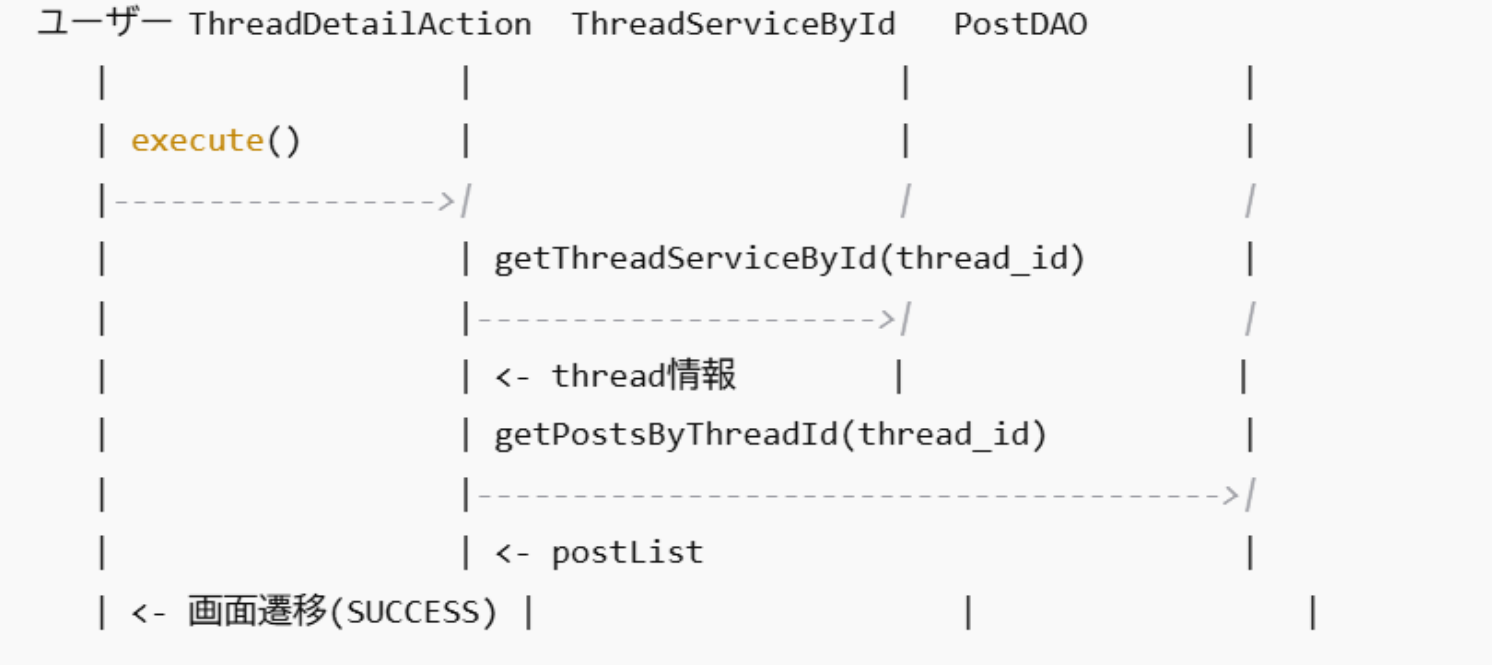 ユーザー ThreadDetailAction  ThreadServiceById   PostDAO
   |                   |                       |                  |
   | execute()         |                       |                  |
   |----------------->|                       |                  |
   |                   | getThreadServiceById(thread_id)         |
   |                   |--------------------->|                  |
   |                   | <- thread情報         |                  |
   |                   | getPostsByThreadId(thread_id)           |
   |                   |--------------------------------------->|
   |                   | <- postList                             |
   | <- 画面遷移(SUCCESS) |                       |                  |